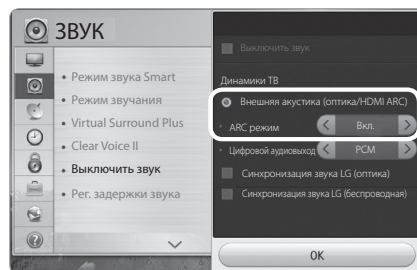 ЗВУК
• Режим звука Smart
• Режим звучания
• Virtual Surround Plus
• Clear Voice II
• Выключить звук
• Рег. задержки звука
Выключить звук
Динамики ТВ
Внешняя акустика (оптика/HDMI ARC)
• ARC режим < Вкл. >
• Цифровой аудиовыход < PCM >
Синхронизация звука LG (оптика)
Синхронизация звука LG (беспроводная)
OK